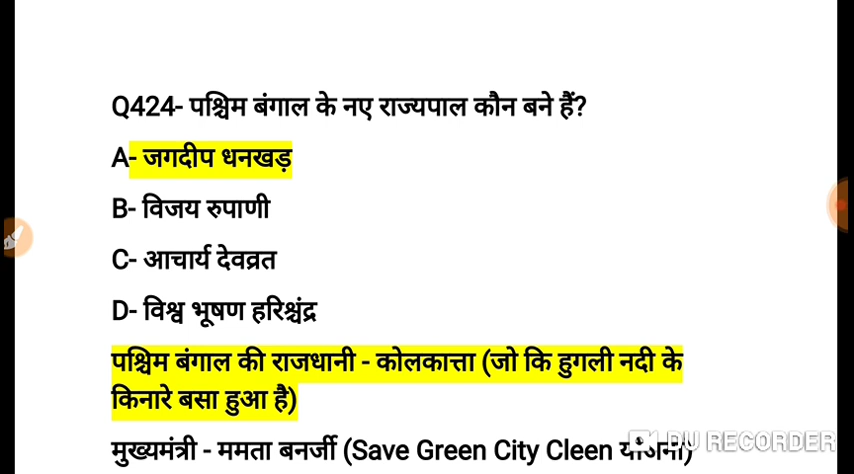 Q424- पश्चिम बंगाल के नए राज्यपाल कौन बने हैं?
A- जगदीप धनखड़
B- विजय रुपाणी
C- आचार्य देवव्रत
D- विश्व भूषण हरिश्चंद्र
पश्चिम बंगाल की राजधानी - कोलकात्ता (जो कि हुगली नदी के
किनारे बसा हुआ है)
मुख्यमंत्री - ममता बनर्जी (Save Green City Cleen योजना)
DU RECORDER